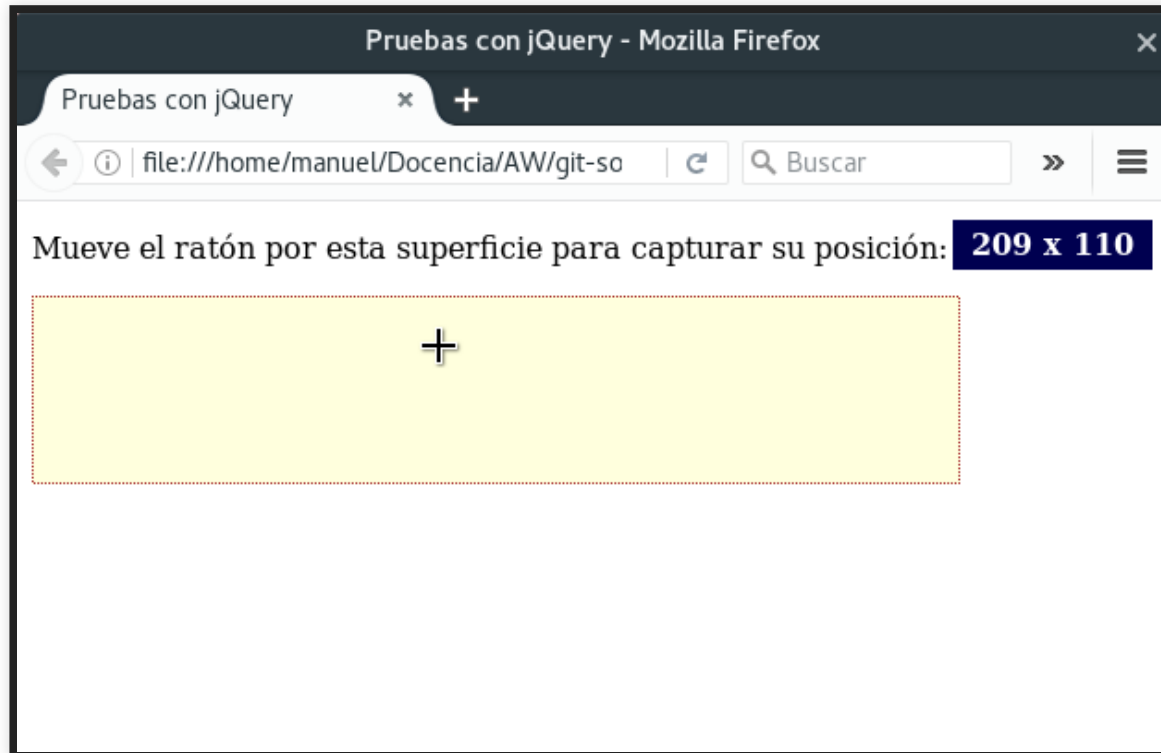 Pruebas con jQuery - Mozilla Firefox
Pruebas con jQuery
file:///home/manuel/Docencia/AW/git-so
Buscar
Mueve el ratón por esta superficie para capturar su posición: 209 x 110